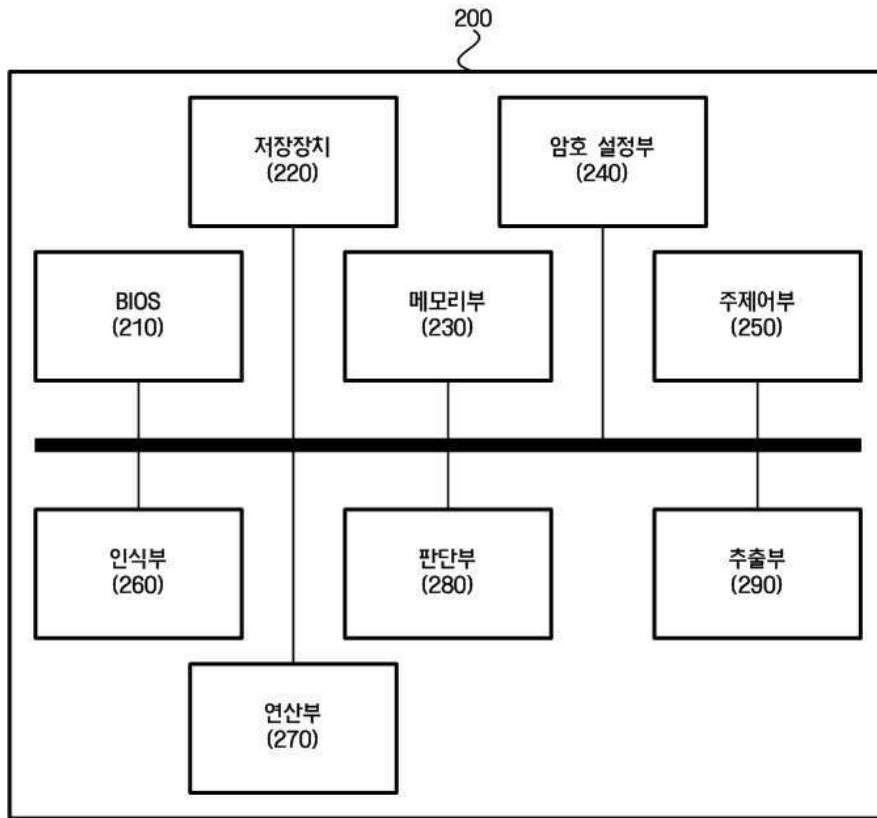 200
저장장치
(220)
암호 설정부
(240)
BIOS
(210)
메모리부
(230)
주제어부
(250)
인식부
(260)
판단부
(280)
추출부
(290)
연산부
(270)